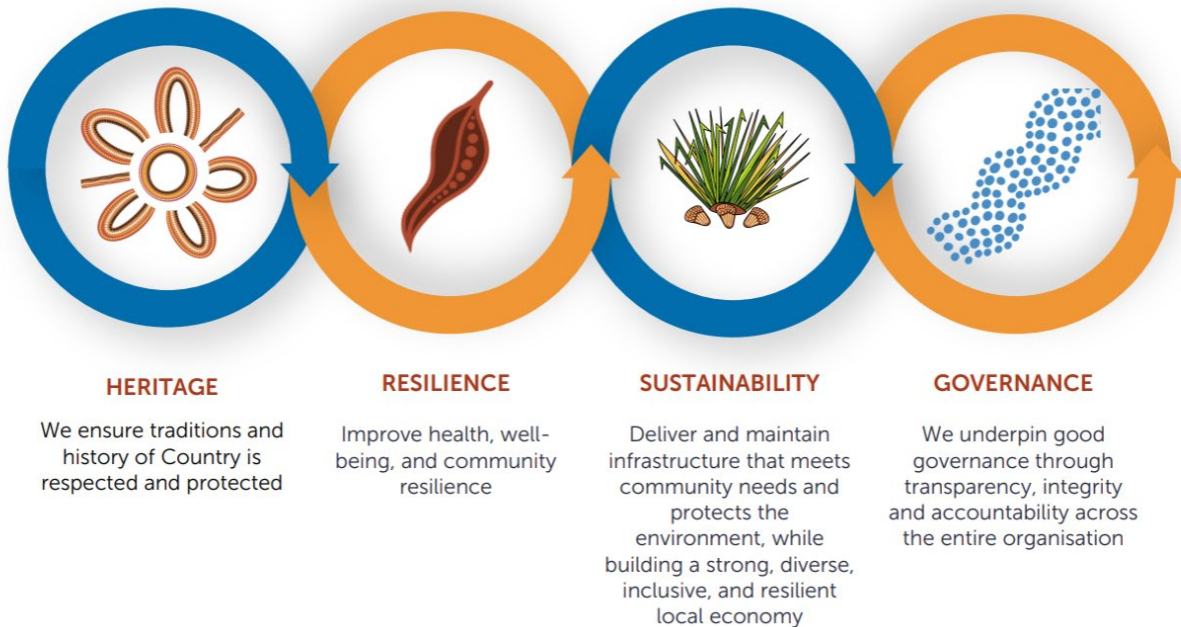 HERITAGE
We ensure traditions and
history of Country is
respected and protected
RESILIENCE
Improve health, well-
being, and community
resilience
SUSTAINABILITY
Deliver and maintain
infrastructure that meets
community needs and
protects the
environment, while
building a strong, diverse,
inclusive, and resilient
local economy
GOVERNANCE
We underpin good
governance through
transparency, integrity
and accountability across
the entire organisation